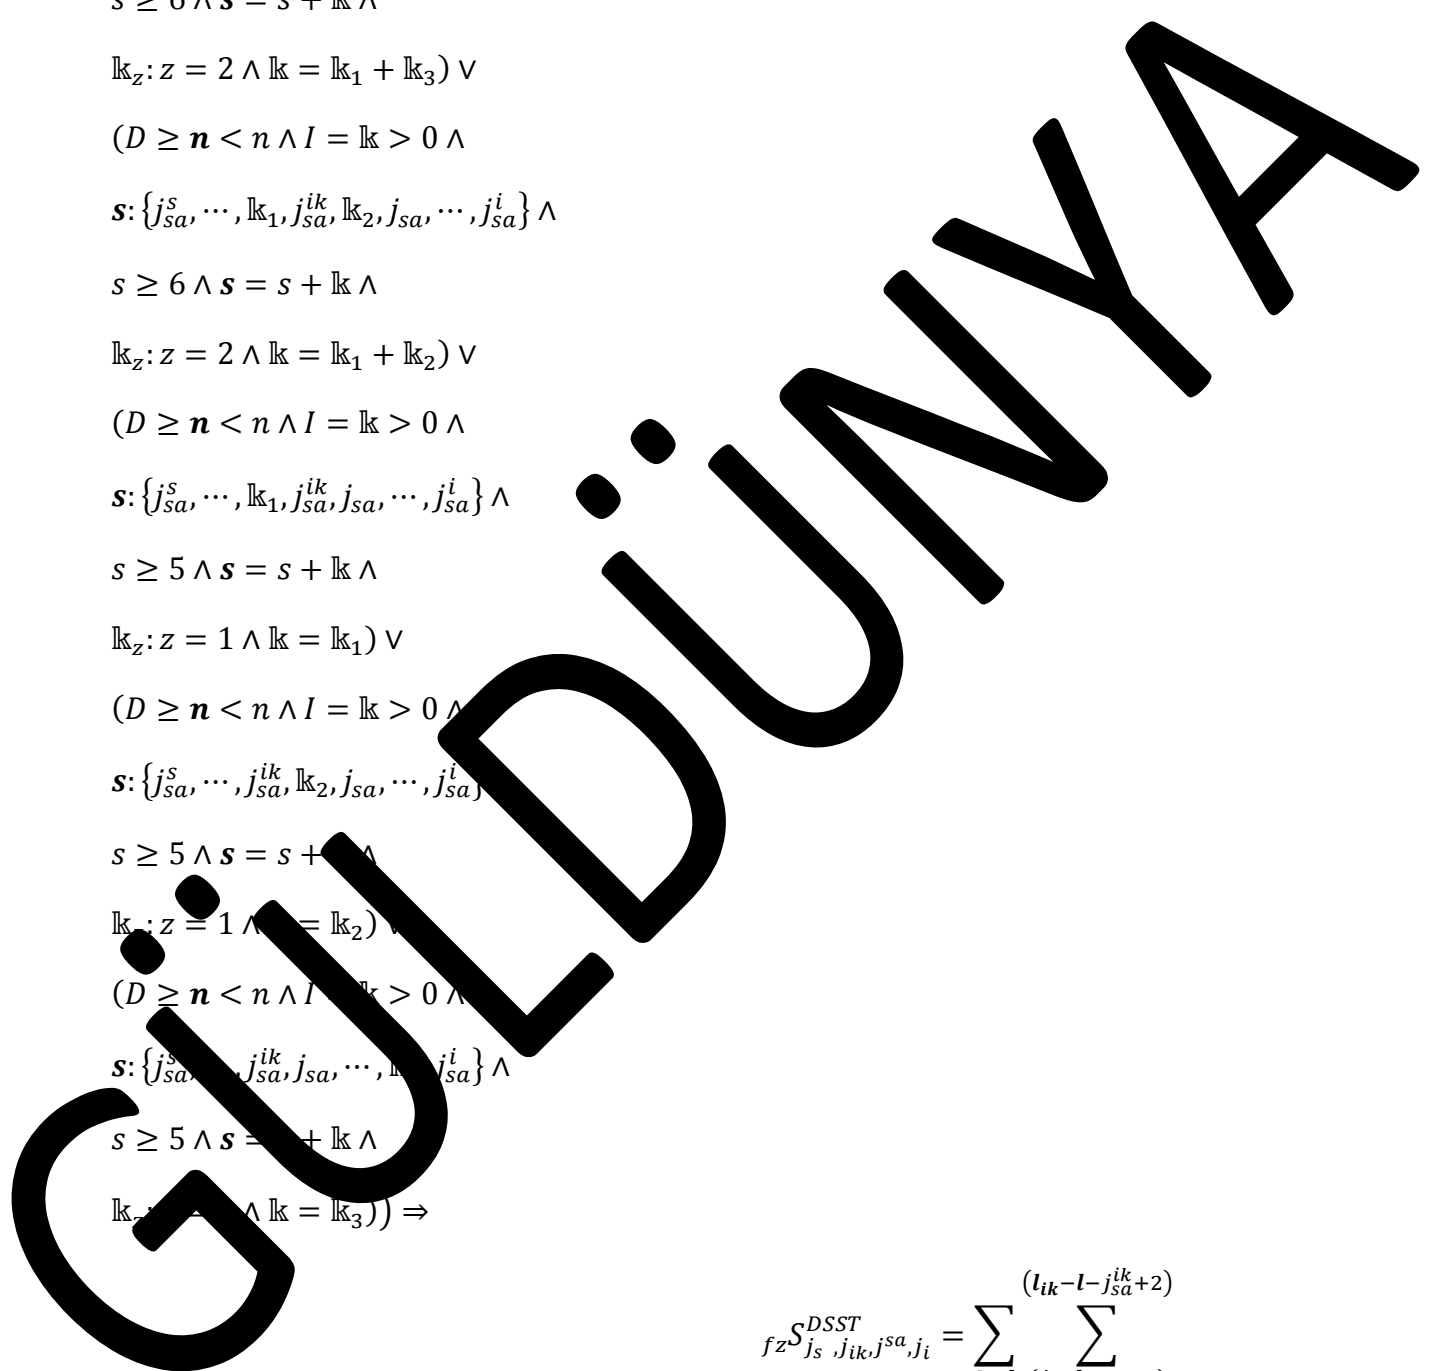 s ≥ 6 ∧ s = s + 𝕜 ∧
𝕜_z: z = 2 ∧ 𝕜 = 𝕜_1 + 𝕜_3) ∨
(D ≥ n < n ∧ I = 𝕜 > 0 ∧
s: {j_{sa}^{s}, ⋯, 𝕜_1, j_{sa}^{ik}, 𝕜_2, j_{sa}, ⋯, j_{sa}^{i}} ∧
s ≥ 6 ∧ s = s + 𝕜 ∧
𝕜_z: z = 2 ∧ 𝕜 = 𝕜_1 + 𝕜_2) ∨
(D ≥ n < n ∧ I = 𝕜 > 0 ∧
s: {j_{sa}^{s}, ⋯, 𝕜_1, j_{sa}^{ik}, j_{sa}, ⋯, j_{sa}^{i}} ∧
s ≥ 5 ∧ s = s + 𝕜 ∧
𝕜_z: z = 1 ∧ 𝕜 = 𝕜_1) ∨
(D ≥ n < n ∧ I = 𝕜 > 0 ∧
s: {j_{sa}^{s}, ⋯, j_{sa}^{ik}, 𝕜_2, j_{sa}, ⋯, j_{sa}^{i}}
s ≥ 5 ∧ s = s + ∧
: z = 1 ∧ = 𝕜_2) ∨
(D ≥ n < n ∧ I 𝕜 > 0 ∧
s: {j_{sa}^{s}, , j_{sa}^{ik}, j_{sa}, ⋯, j_{sa}^{i}} ∧
s ≥ 5 ∧ s = + 𝕜 ∧
∧ 𝕜 = 𝕜_3)) ⇒
_{fz}S_{j_s, j_{ik}, j^{sa}, j_i}^{DSST} = ∑ ∑^{(l_{ik}−l−j_{sa}^{ik}+2)}
GÜLDÜNYA